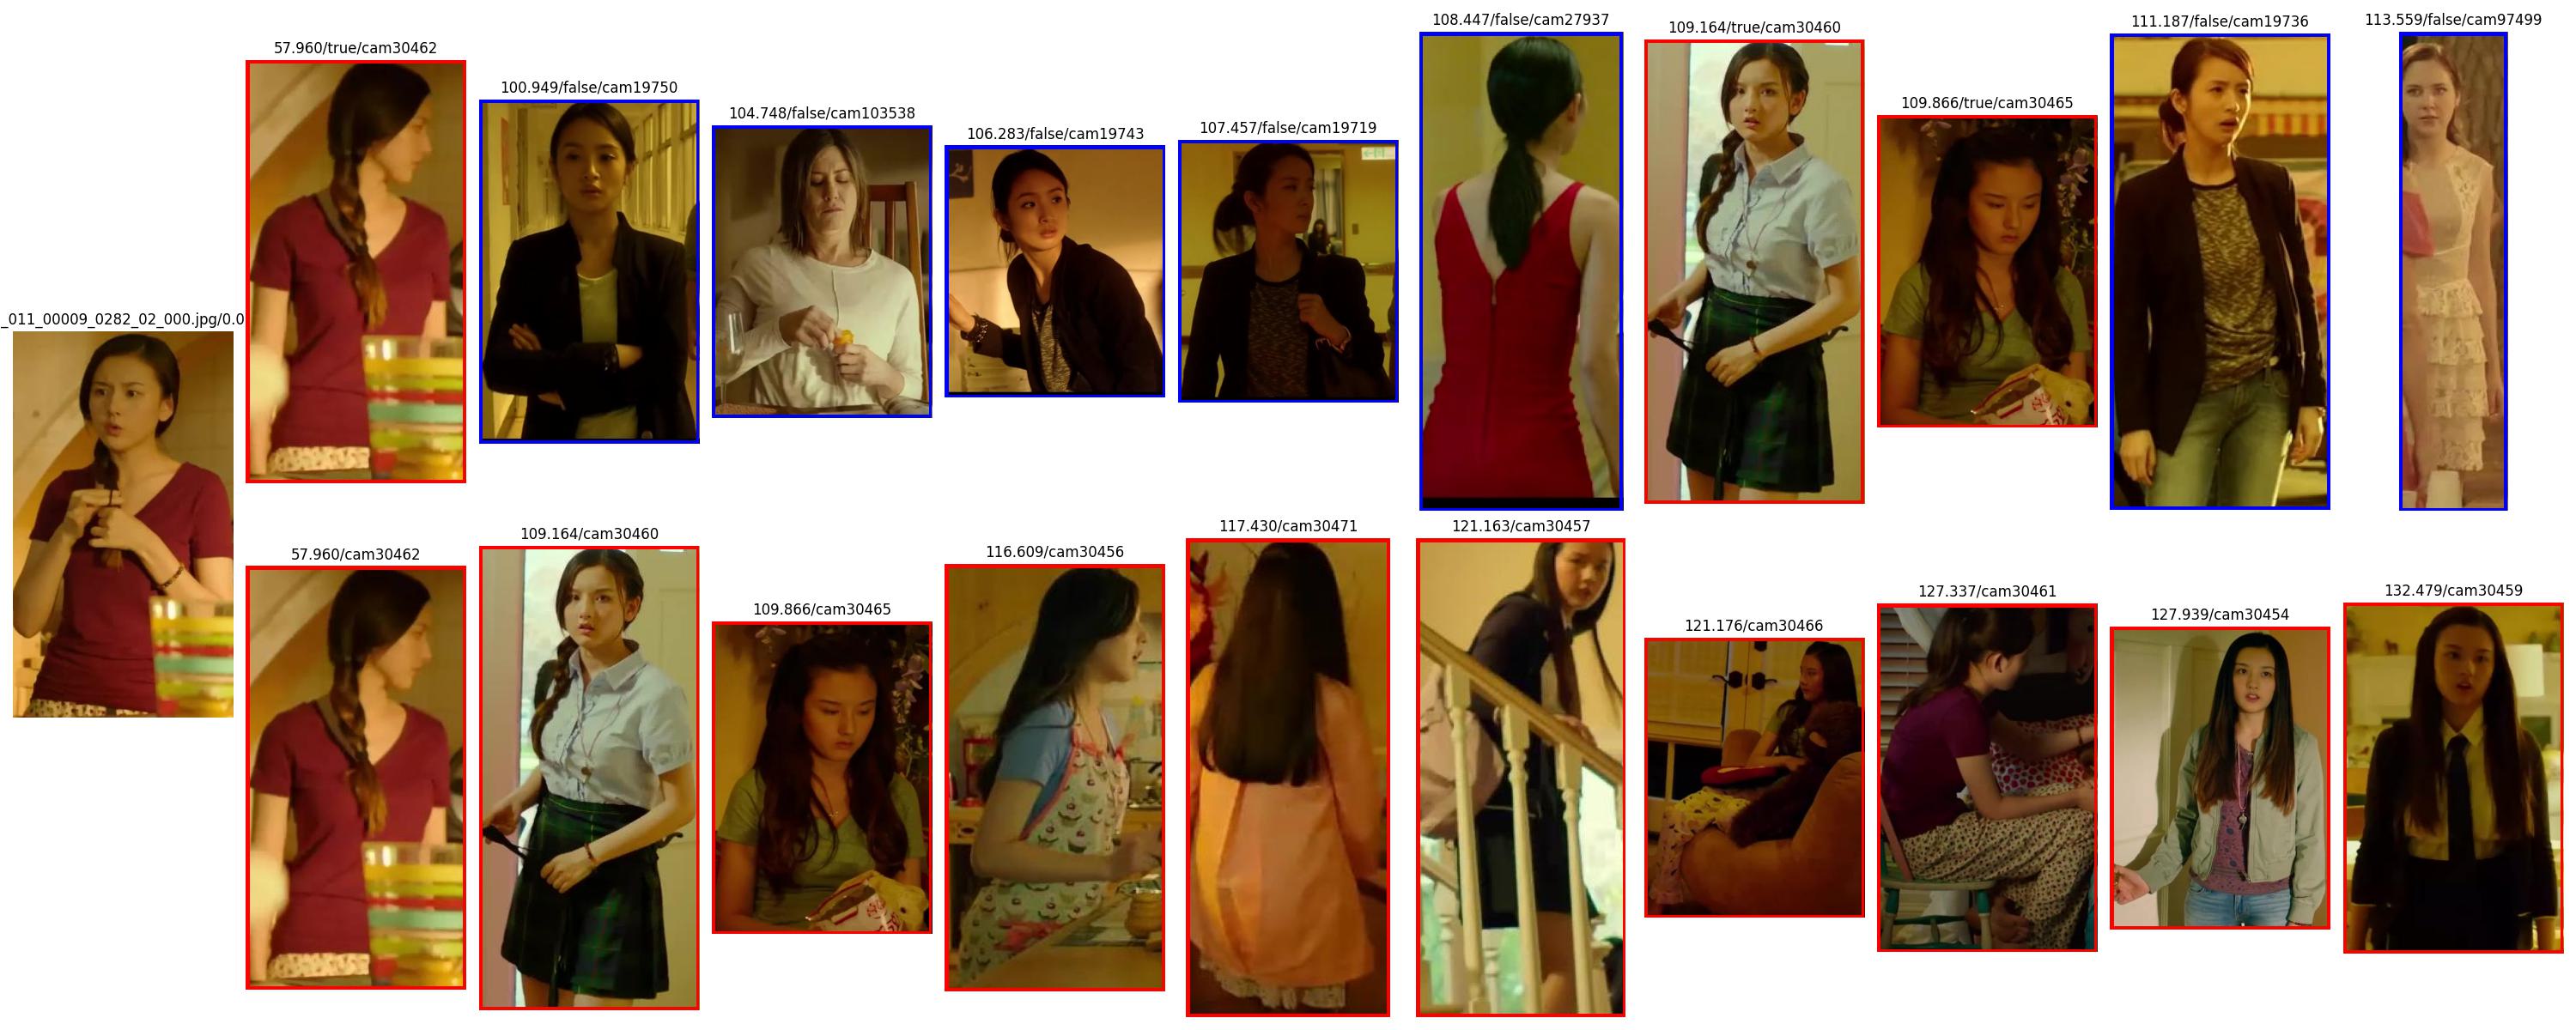 108.447/false/cam27937
113.559/false/cam97499
109.164/true/cam30460
111.187/false/cam19736
57.960/true/cam30462
100.949/false/cam19750
109.866/true/cam30465
104.748/false/cam103538
107.457/false/cam19719
106.283/false/cam19743
_011_00009_0282_02_000.jpg/0.0
117.430/cam30471
121.163/cam30457
109.164/cam30460
116.609/cam30456
57.960/cam30462
132.479/cam30459
127.337/cam30461
109.866/cam30465
127.939/cam30454
121.176/cam30466